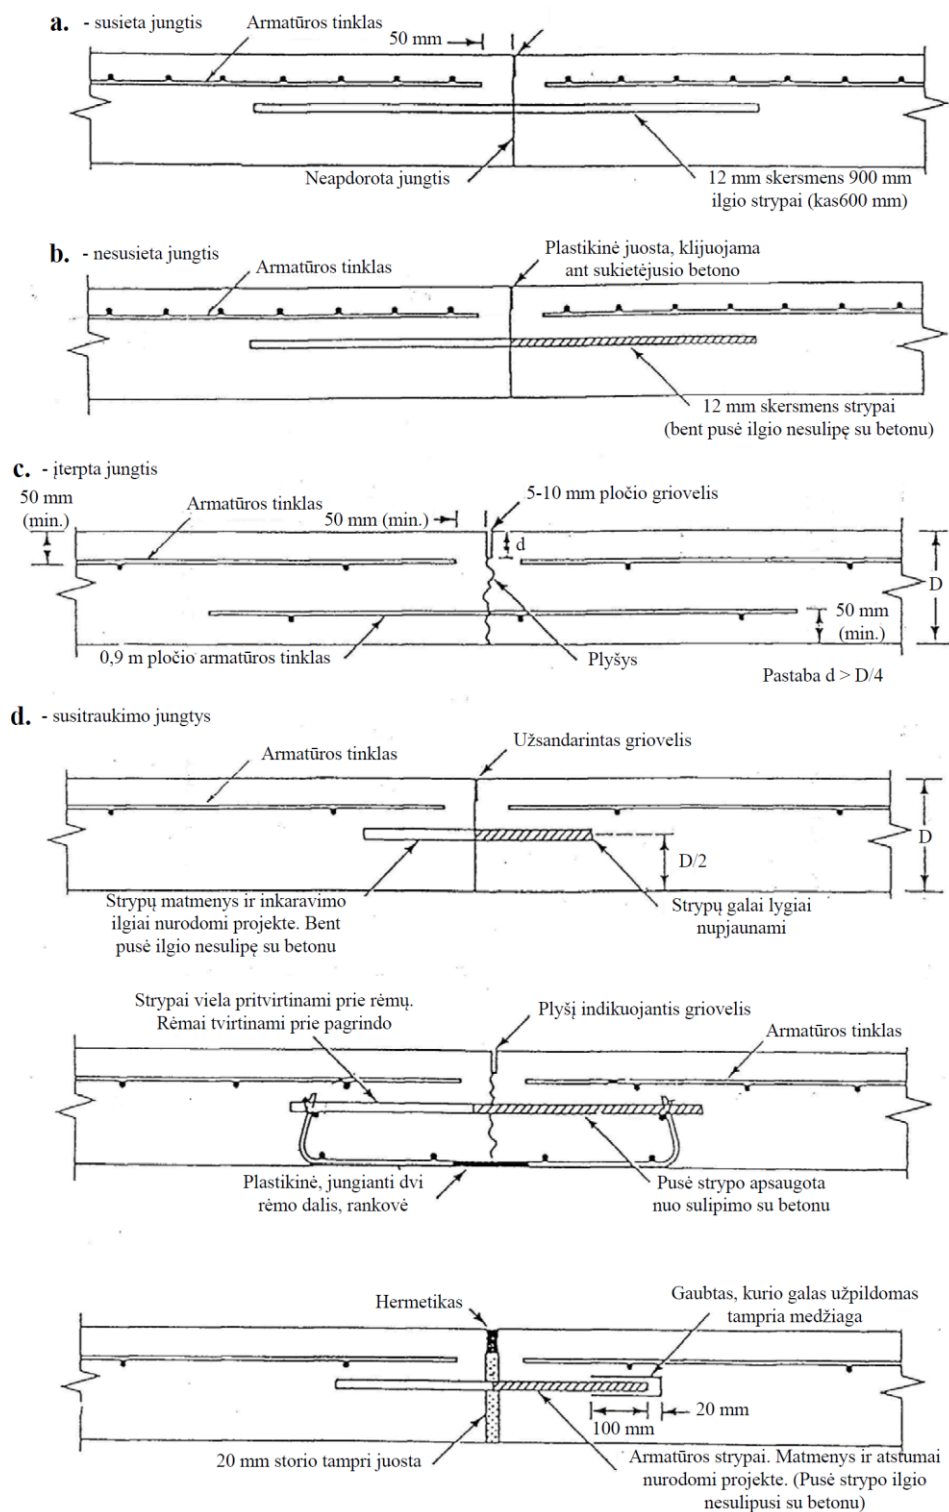 a. - susieta jungtis
Armatūros tinklas
50 mm
Neapdorota jungtis
12 mm skersmens 900 mm
ilgio strypai (kas600 mm)
b. - nesusieta jungtis
Armatūros tinklas
Plastikinė juosta, klijuojama
ant sukietėjusio betono
12 mm skersmens strypai
(bent pusė ilgio nesulipę su betonu)
c. - įterpta jungtis
50 mm
(min.)
Armatūros tinklas
50 mm (min.)
5-10 mm pločio griovelis
d
D
50 mm
(min.)
0,9 m pločio armatūros tinklas
Plyšys
Pastaba d > D/4
d. - susitraukimo jungtys
Armatūros tinklas
Užsandarintas griovelis
D
D/2
Strypų matmenys ir inkaravimo
ilgiai nurodomi projekte. Bent
pusė ilgio nesulipę su betonu
Strypų galai lygiai
nupjaunami
Strypai viela pritvirtinami prie rėmų.
Rėmai tvirtinami prie pagrindo
Plyšį indikuojantis griovelis
Armatūros tinklas
Plastikinė, jungianti dvi
rėmo dalis, rankovė
Pusė strypo apsaugota
nuo sulipimo su betonu
Hermetikas
Gaubtas, kurio galas užpildomas
tampria medžiaga
20 mm
100 mm
20 mm storio tampri juosta
Armatūros strypai. Matmenys ir atstumai
nurodomi projekte. (Pusė strypo ilgio
nesulipusi su betonu)